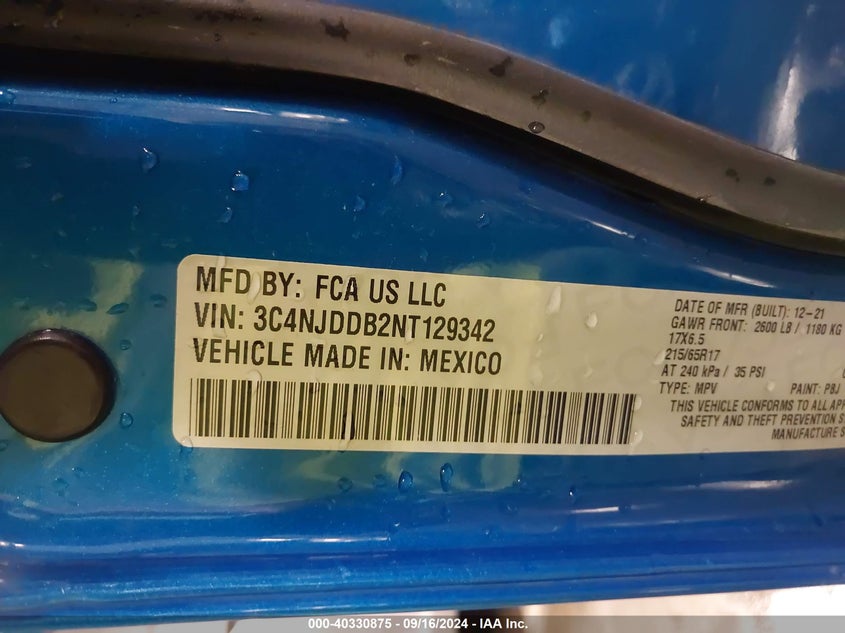 MFD BY: FCA US LLC
VIN: 3C4NJDDB2NT129342
VEHICLE MADE IN: MEXICO
DATE OF MFR (BUILT): 12-21
GAWR FRONT: 2600 LB / 1180 KG
17X6.5
215/65R17
AT 240 kPa / 35 PSI
TYPE: MPV PAINT: PBJ
THIS VEHICLE CONFORMS TO ALL APP
SAFETY AND THEFT PREVENTION S
MANUFACTURE S
000-40330875 - 09/16/2024 - IAA Inc.